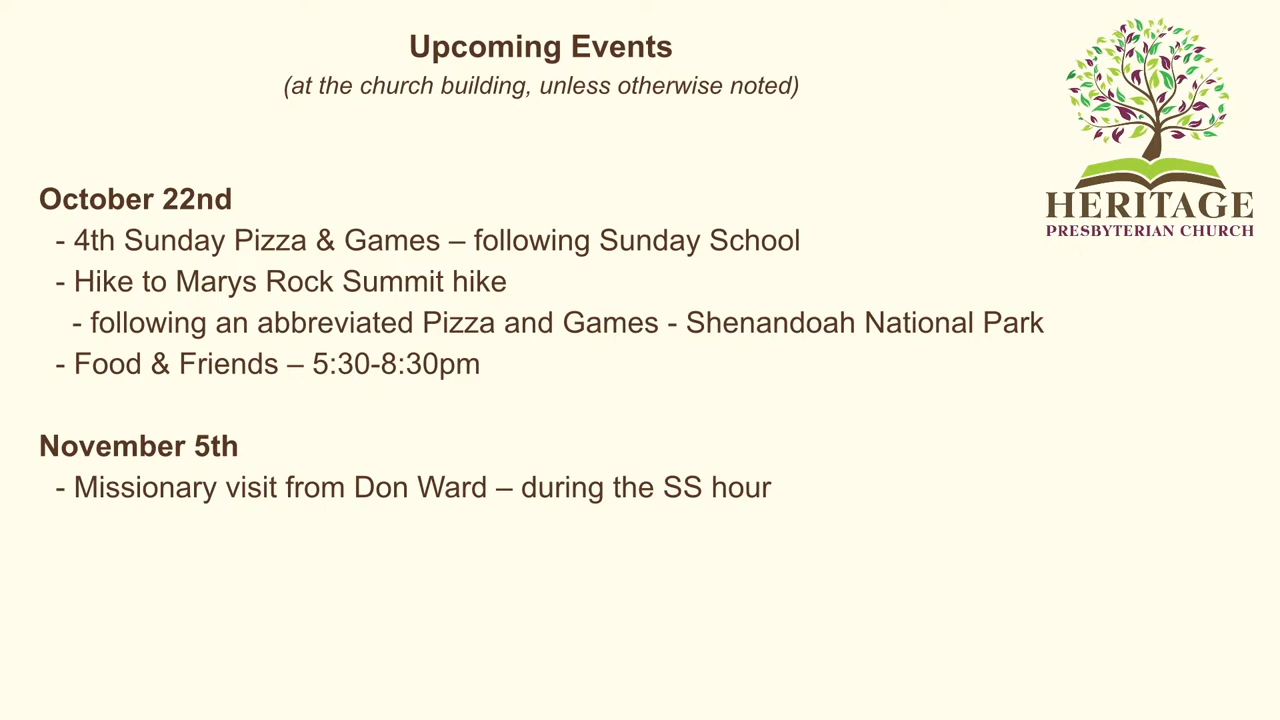 Upcoming Events
(at the church building, unless otherwise noted)
HERITAGE
PRESBYTERIAN CHURCH
October 22nd
- 4th Sunday Pizza & Games – following Sunday School
- Hike to Marys Rock Summit hike
- following an abbreviated Pizza and Games - Shenandoah National Park
- Food & Friends – 5:30-8:30pm
November 5th
- Missionary visit from Don Ward – during the SS hour